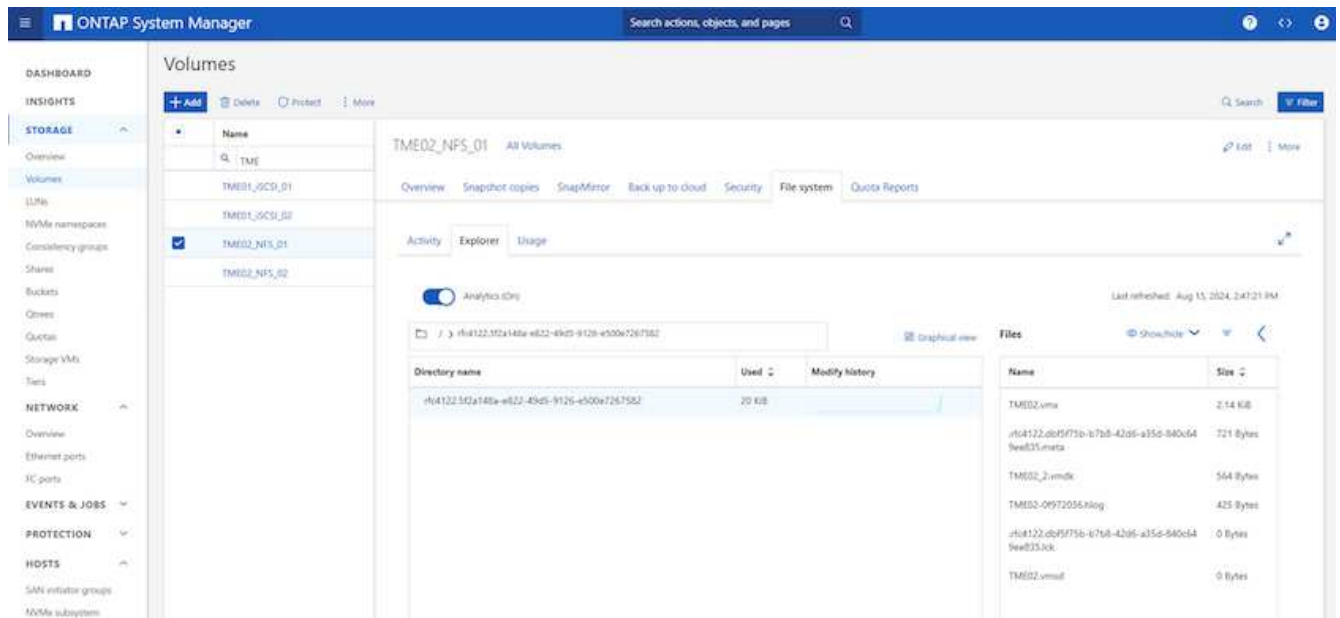 ONTAP System Manager
Search actions, objects, and pages
DASHBOARD
INSIGHTS
STORAGE
Overview
Volumes
LUNs
NVMe namespaces
Consistency groups
Shares
Buckets
Qtrees
Quotas
Storage VMs
Tiers
NETWORK
Overview
Ethernet ports
FC ports
EVENTS & JOBS
PROTECTION
HOSTS
SAN initiator groups
NVMe subsystem
Volumes
+ Add Delete Protect More
Search Filter
Name
TME
TME01_iSCSI_01
TME01_iSCSI_02
TME02_NFS_01
TME02_NFS_02
TME02_NFS_01 All Volumes
Edit More
Overview Snapshot copies SnapMirror Back up to cloud Security File system Quota Reports
Activity Explorer Usage
Analytics (On)
Last refreshed: Aug 15, 2024, 2:47:21 PM
/ rfc4122.5f2a148a-e822-49d5-9126-e500e7267582
Graphical view
Directory name Used Modify history
rfc4122.5f2a148a-e822-49d5-9126-e500e7267582 20 KiB
Files Show/hide
Name Size
TME02.vmx 2.14 KiB
.rfc4122.dbf5f75b-b7b8-42d6-a35d-840c64 721 Bytes
9ee835.meta
TME02_2.vmdk 564 Bytes
TME02-0f972056.hlog 425 Bytes
.rfc4122.dbf5f75b-b7b8-42d6-a35d-840c64 0 Bytes
9ee835.lck
TME02.vmsd 0 Bytes